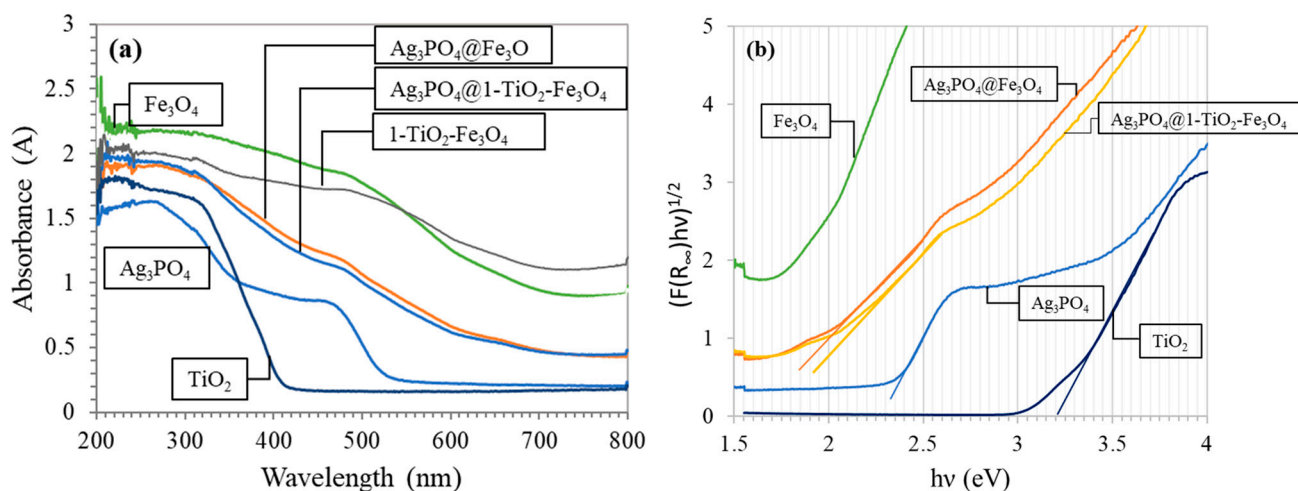 (a)
3
2.5
2
1.5
1
0.5
0
200
300
400
500
600
700
800
Absorbance (A)
Wavelength (nm)
Fe₃O₄
Ag₃PO₄@Fe₃O
Ag₃PO₄@1-TiO₂-Fe₃O₄
1-TiO₂-Fe₃O₄
Ag₃PO₄
TiO₂
(b)
5
4
3
2
1
0
1.5
2
2.5
3
3.5
4
(F(R∞)hν)¹/²
hν (eV)
Ag₃PO₄@Fe₃O₄
Fe₃O₄
Ag₃PO₄@1-TiO₂-Fe₃O₄
Ag₃PO₄
TiO₂